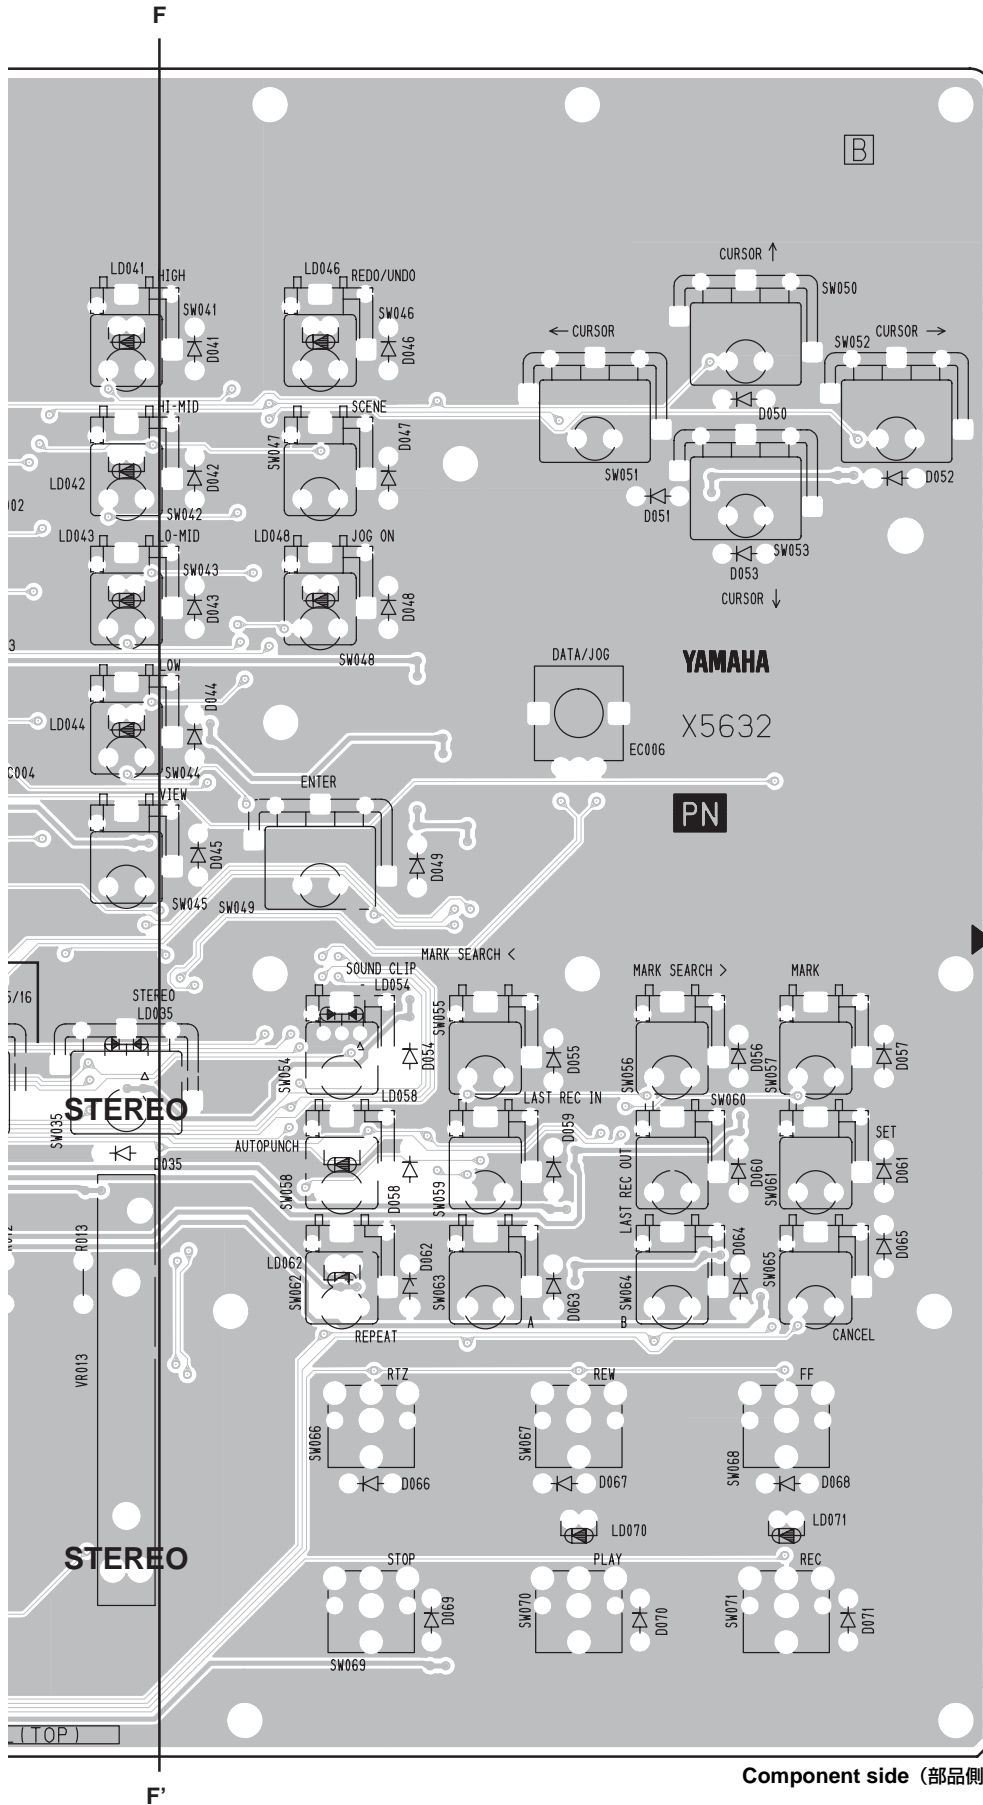 F
B
CURSOR ↑
LD041
HIGH
LD046
REDO/UNDO
SW050
SW041
SW046
← CURSOR
SW052
CURSOR →
D041
D046
HI-MID
SCENE
D050
SW047
D047
LD042
D042
SW051
D052
SW042
D051
LD043
LO-MID
LD048
JOG ON
SW053
D053
SW043
D043
D048
CURSOR ↓
SW048
DATA/JOG
YAMAHA
LOW
D044
LD044
X5632
EC006
C004
SW044
ENTER
VIEW
PN
D045
D049
SW045
SW049
MARK SEARCH <
SOUND CLIP
LD054
MARK SEARCH >
MARK
5/16
STEREO
LD035
SW055
SW054
D054
D055
SW056
D056
SW057
D057
LD058
LAST REC IN
SW060
STEREO
SW035
AUTOPUNCH
D059
SET
D035
SW058
D058
SW059
LAST REC OUT
D060
SW061
D061
R013
LD062
SW062
D062
SW063
D063
SW064
D064
SW065
D065
A
B
REPEAT
CANCEL
VR013
RTZ
REW
FF
SW066
SW067
SW068
D066
D067
D068
LD070
LD071
STEREO
STOP
PLAY
REC
D069
SW070
D070
SW071
D071
SW069
(TOP)
Component side（部品側
F'